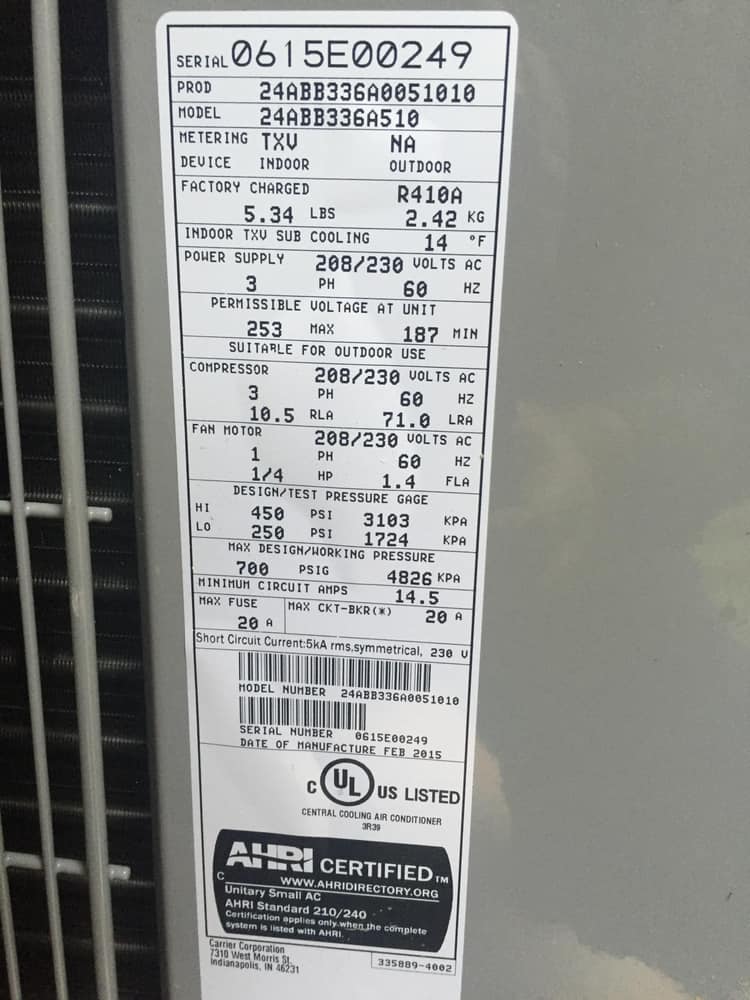 SERIAL 0615E00249
PROD 24ABB336A0051010
MODEL 24ABB336A510
METERING TXV NA
DEVICE INDOOR OUTDOOR
FACTORY CHARGED R410A
5.34 LBS 2.42 KG
INDOOR TXV SUB COOLING 14 °F
POWER SUPPLY 208/230 VOLTS AC
3 PH 60 HZ
PERMISSIBLE VOLTAGE AT UNIT
253 MAX 187 MIN
SUITABLE FOR OUTDOOR USE
COMPRESSOR 208/230 VOLTS AC
3 PH 60 HZ
10.5 RLA 71.0 LRA
FAN MOTOR 208/230 VOLTS AC
1 PH 60 HZ
1/4 HP 1.4 FLA
DESIGN/TEST PRESSURE GAGE
HI 450 PSI 3103 KPA
LO 250 PSI 1724 KPA
MAX DESIGN/WORKING PRESSURE
700 PSIG 4826 KPA
MINIMUM CIRCUIT AMPS 14.5
MAX FUSE MAX CKT-BKR(*) 20 A
20 A
Short Circuit Current:5kA rms,symmetrical, 230 V
MODEL NUMBER 24ABB336A0051010
SERIAL NUMBER 0615E00249
DATE OF MANUFACTURE FEB 2015
C UL US LISTED
CENTRAL COOLING AIR CONDITIONER
3R39
AHRI CERTIFIED TM
C WWW.AHRIDIRECTORY.ORG
Unitary Small AC
AHRI Standard 210/240
Certification applies only when the complete
system is listed with AHRI.
Carrier Corporation
7310 West Morris St.
Indianapolis, IN 46231
335889-4002